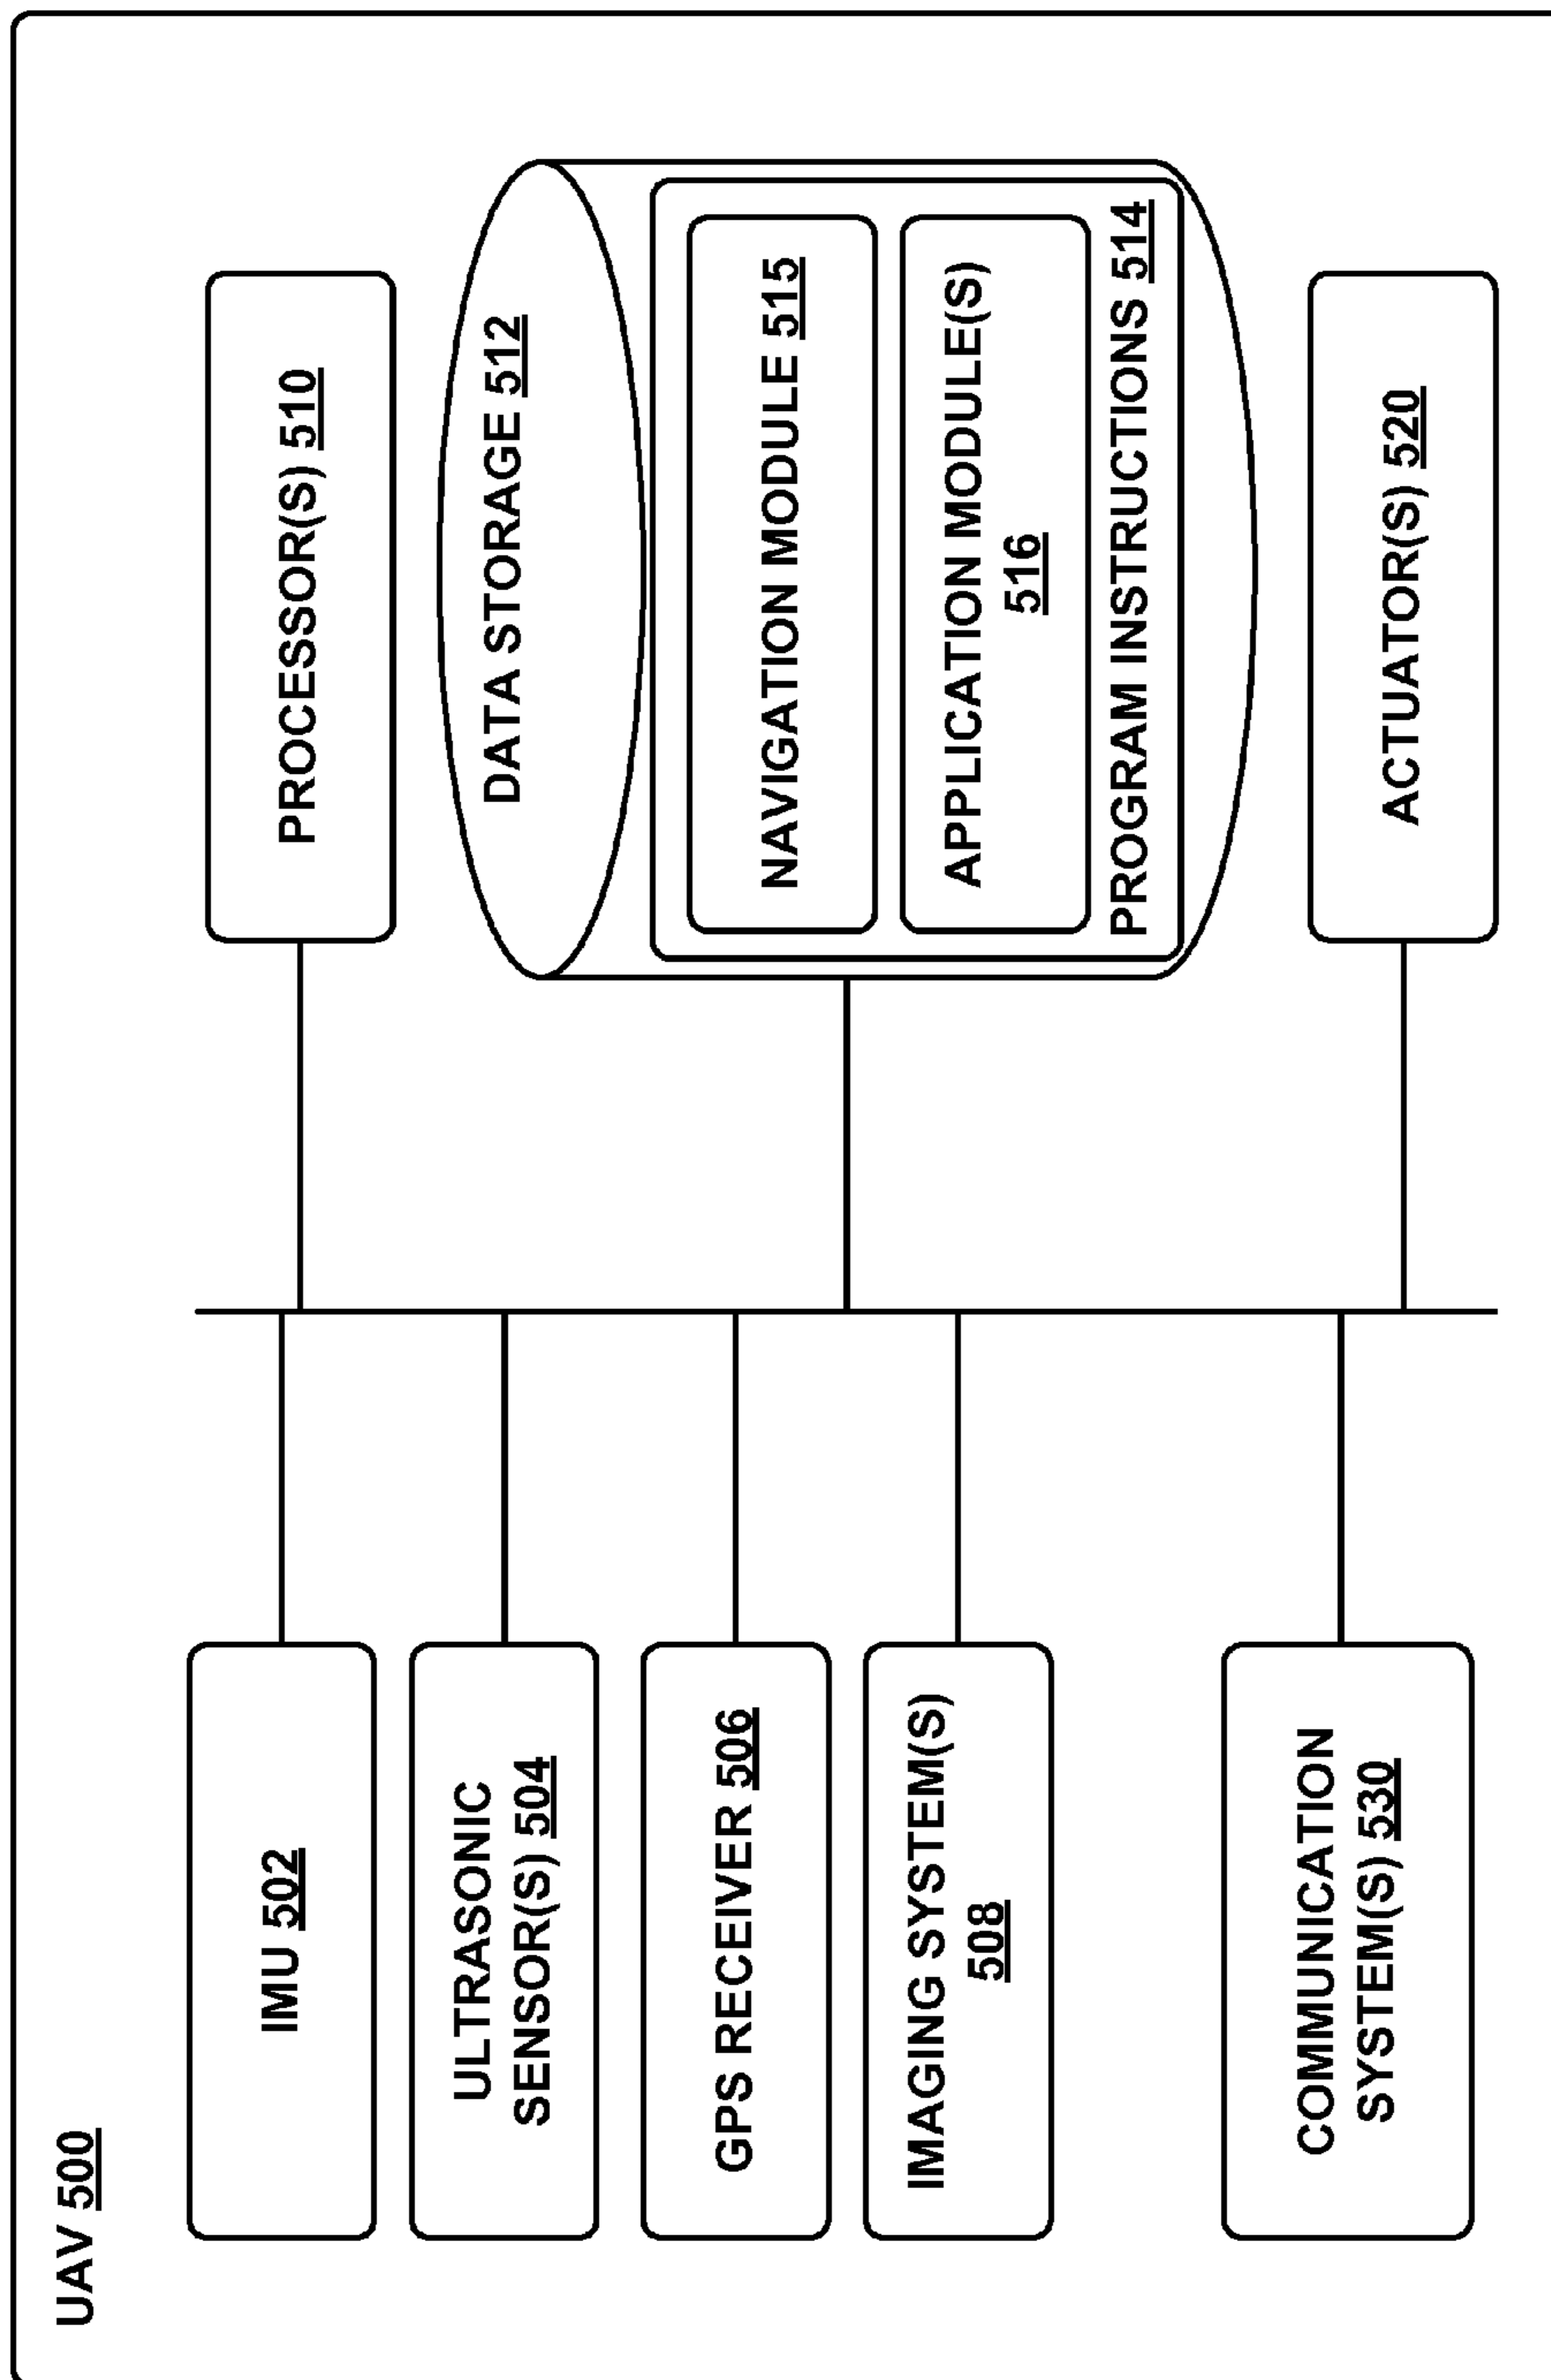 UAV 500
IMU 502
ULTRASONIC
SENSOR(S) 504
GPS RECEIVER 506
IMAGING SYSTEM(S)
508
COMMUNICATION
SYSTEM(S) 530
PROCESSOR(S) 510
DATA STORAGE 512
NAVIGATION MODULE 515
APPLICATION MODULE(S)
516
PROGRAM INSTRUCTIONS 514
ACTUATOR(S) 520